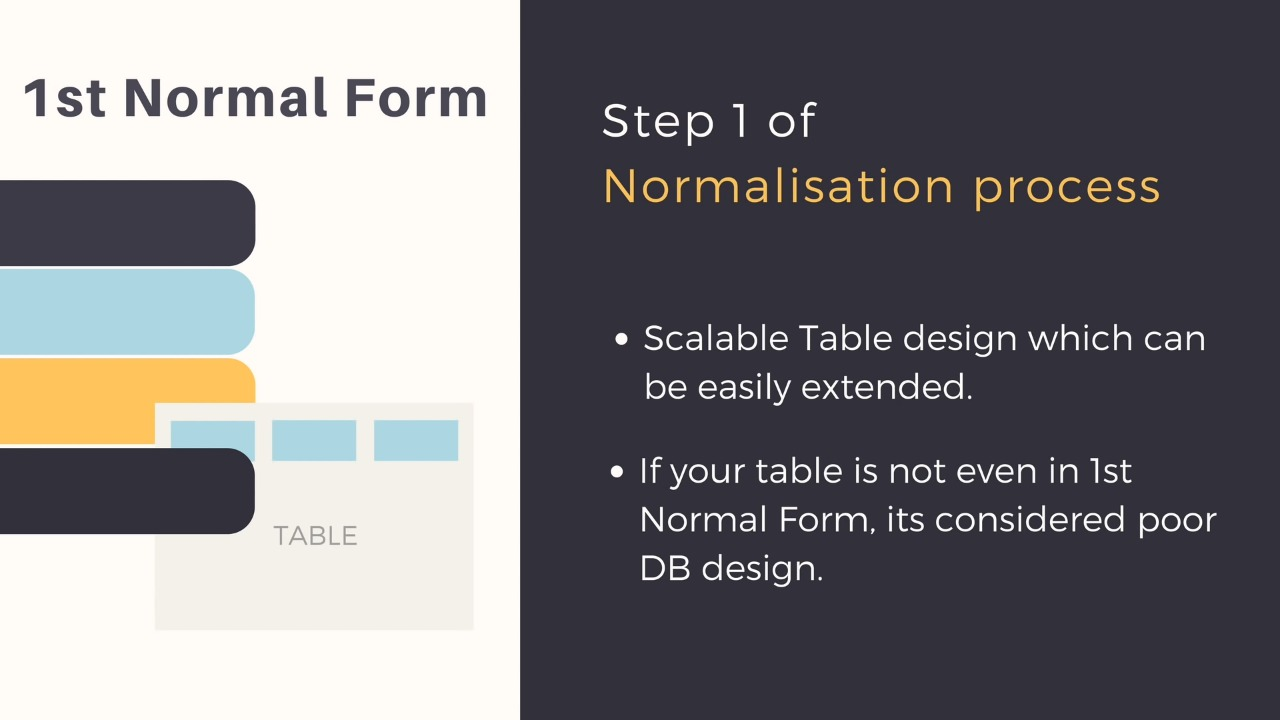 1st Normal Form
TABLE
Step 1 of
Normalisation process
• Scalable Table design which can
be easily extended.
• If your table is not even in 1st
Normal Form, its considered poor
DB design.